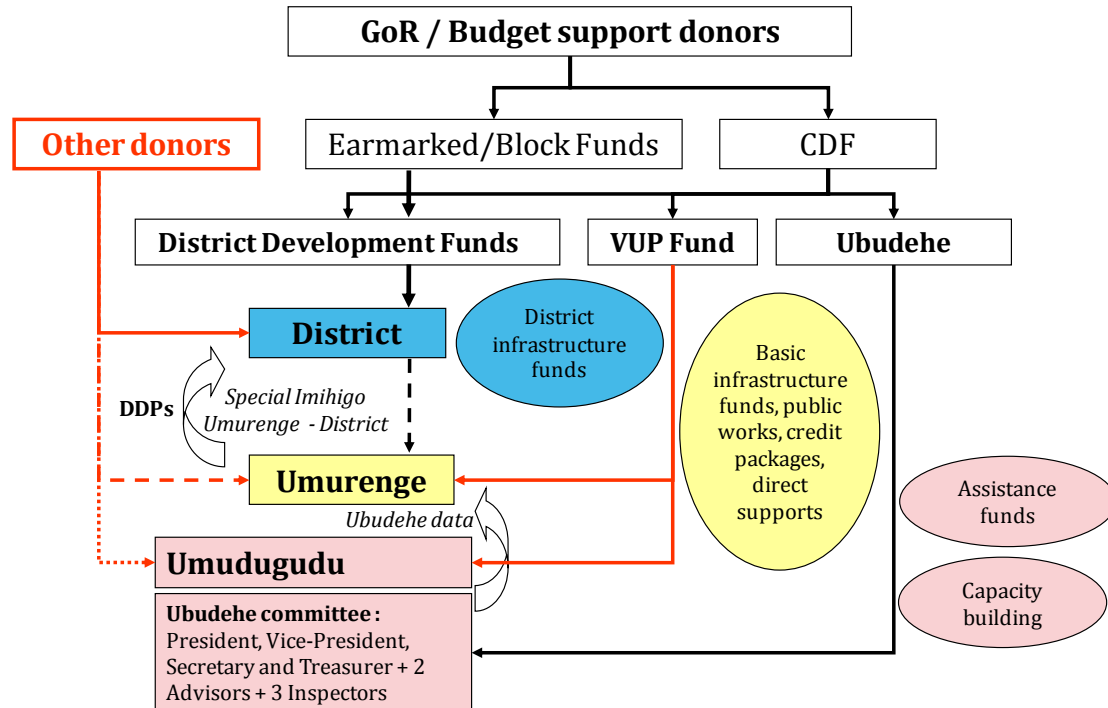 GoR / Budget support donors
Other donors
Earmarked/Block Funds
CDF
District Development Funds
VUP Fund
Ubudehe
District
District
infrastructure
funds
Basic
infrastructure
funds, public
works, credit
packages,
direct
supports
DDPs
Special Imihigo
Umurenge - District
Umurenge
Ubudehe data
Assistance
funds
Umudugudu
Capacity
building
Ubudehe committee :
President, Vice-President,
Secretary and Treasurer + 2
Advisors + 3 Inspectors